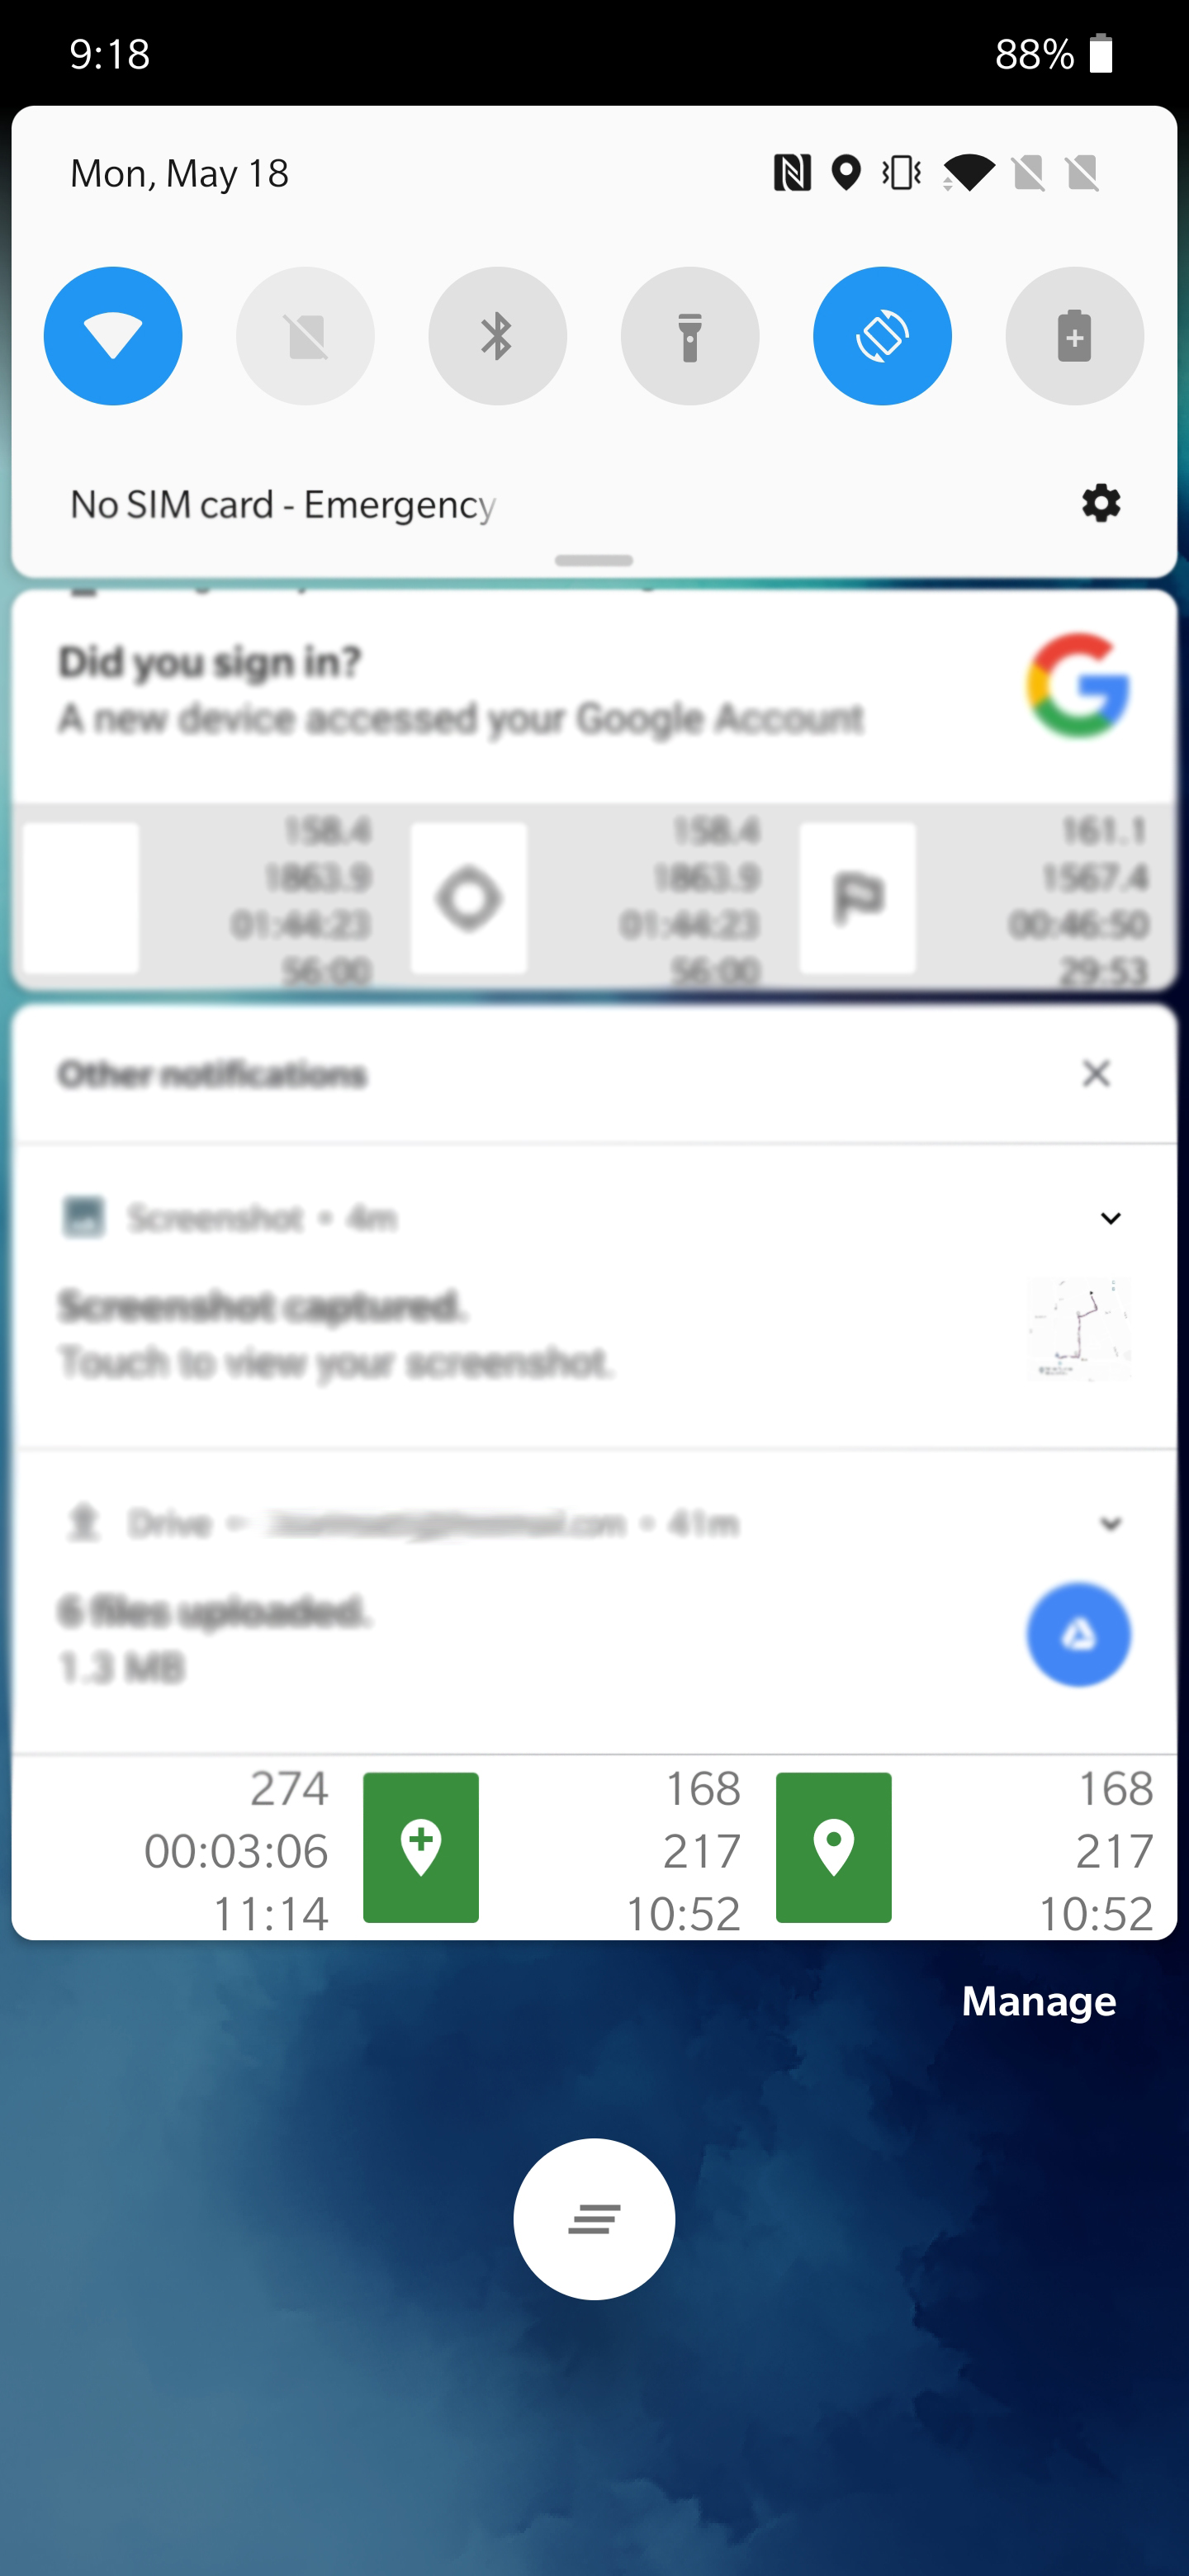 9:18
88%
Mon, May 18
No SIM card - Emergency
Did you sign in?
A new device accessed your Google Account
158.4
1863.9
01:44:23
56:00
158.4
1863.9
01:44:23
56:00
161.1
1567.4
00:46:50
29:53
Other notifications
Screenshot • 4m
Screenshot captured.
Touch to view your screenshot.
Drive • • 41m
6 files uploaded.
1.3 MB
274
00:03:06
11:14
168
217
10:52
168
217
10:52
Manage